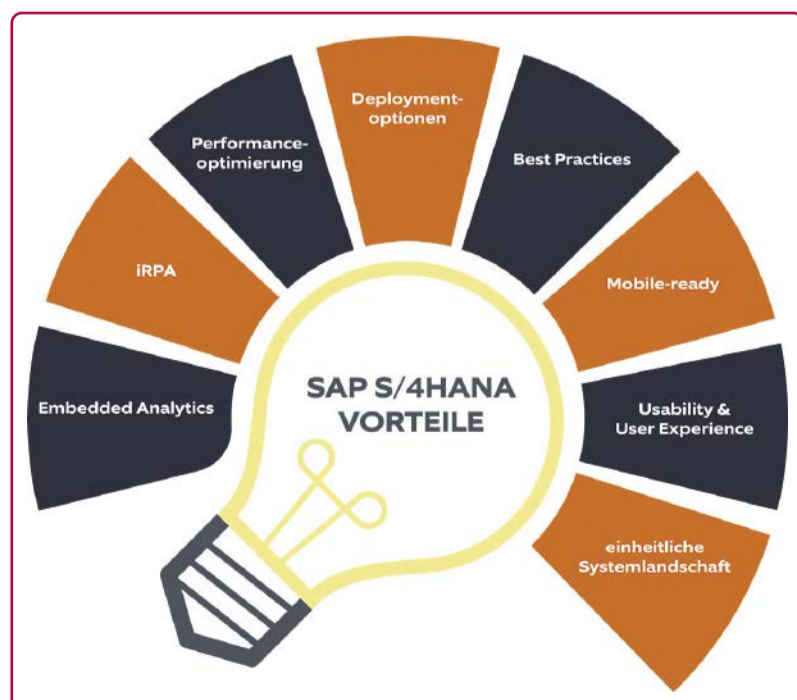 Deployment-
optionen
Performance-
optimierung
Best Practices
iRPA
Mobile-ready
Embedded Analytics
SAP S/4HANA
VORTEILE
Usability &
User Experience
einheitliche
Systemlandschaft